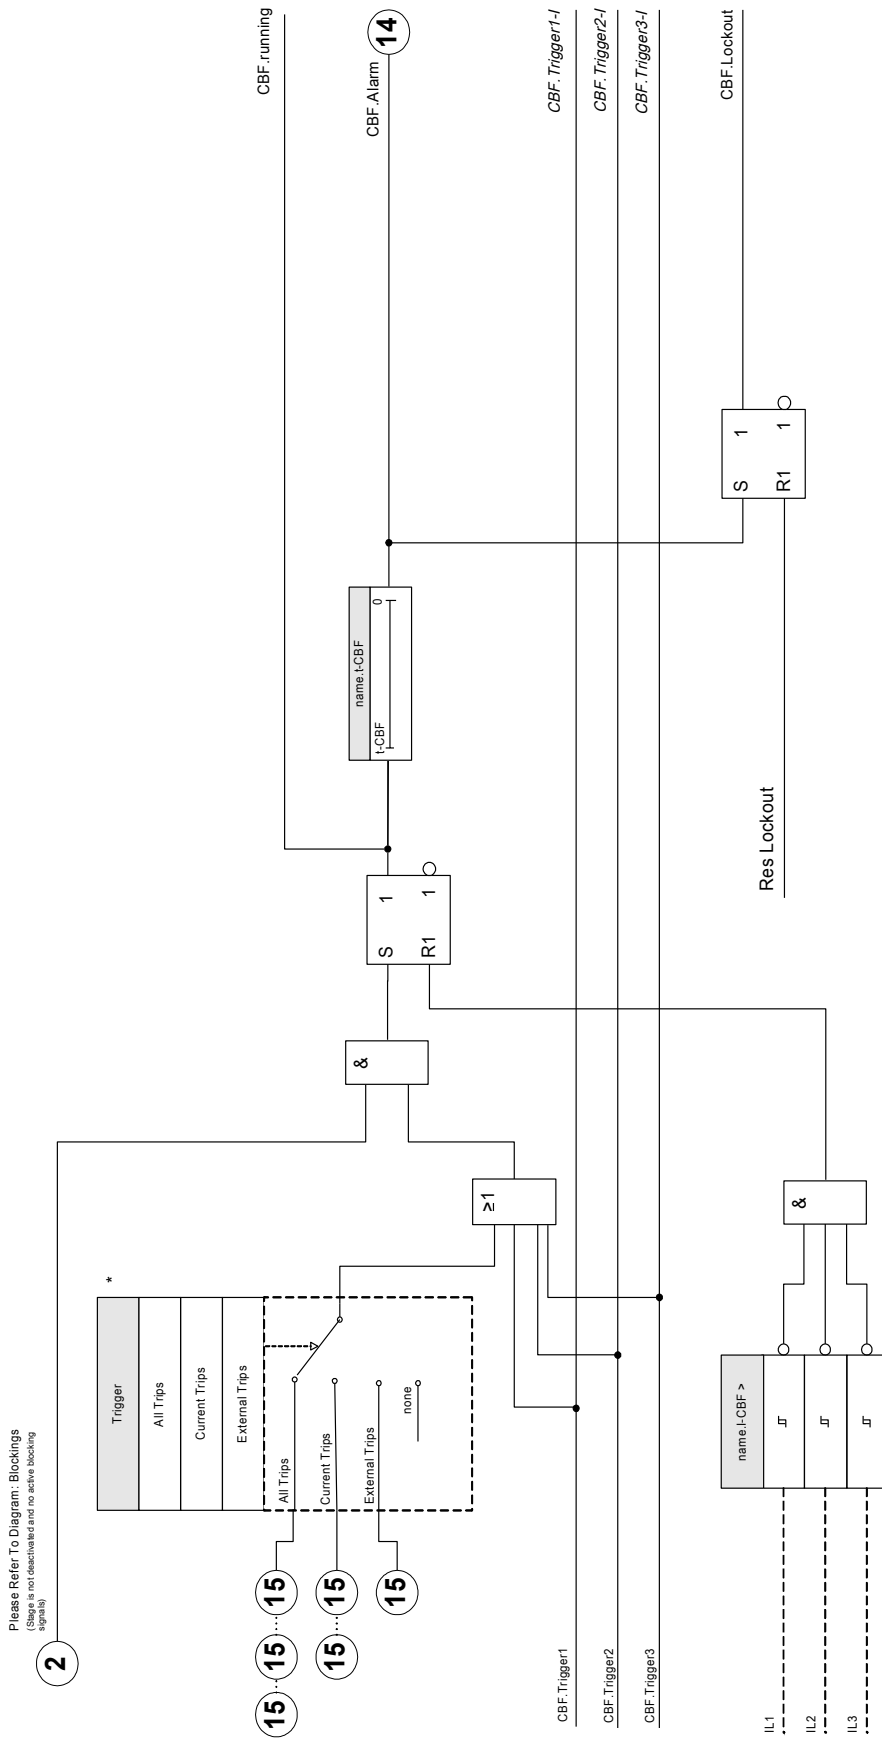 Please Refer To Diagram: Blockings
(Stage is not deactivated and no active blocking
signals)
2
Trigger
*
All Trips
Current Trips
External Trips
All Trips
Current Trips
External Trips
none
15
15
15
15
15
15
CBF.Trigger1
CBF.Trigger2
CBF.Trigger3
≥1
&
S
1
R1
1
name.t-CBF
t-CBF
0
CBF.running
CBF.Alarm
14
CBF.Trigger1-I
CBF.Trigger2-I
CBF.Trigger3-I
CBF.Lockout
S
1
R1
1
Res Lockout
name.I-CBF >
IL1
IL2
IL3
&